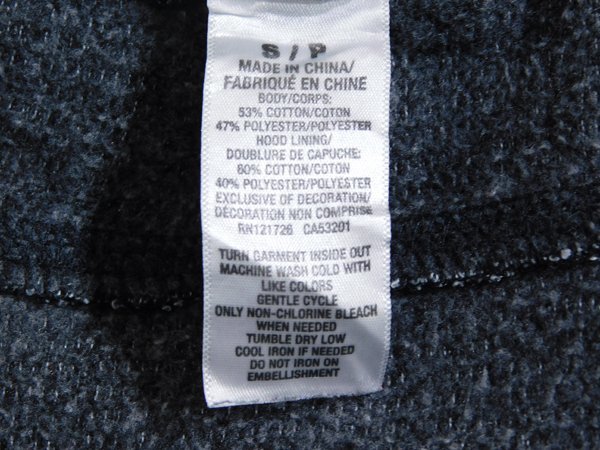 S / P
MADE IN CHINA/
FABRIQUÉ EN CHINE
BODY/CORPS:
53% COTTON/COTON
47% POLYESTER/POLYESTER
HOOD LINING/
DOUBLURE DE CAPUCHE:
60% COTTON/COTON
40% POLYESTER/POLYESTER
EXCLUSIVE OF DECORATION/
DÉCORATION NON COMPRISE
RN121726 CA53201
TURN GARMENT INSIDE OUT
MACHINE WASH COLD WITH
LIKE COLORS
GENTLE CYCLE
ONLY NON-CHLORINE BLEACH
WHEN NEEDED
TUMBLE DRY LOW
COOL IRON IF NEEDED
DO NOT IRON ON
EMBELLISHMENT